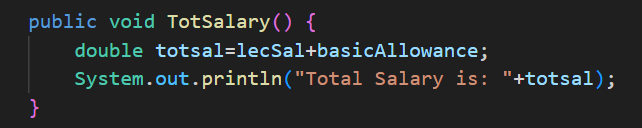 public void TotSalary() {
    double totsal=lecSal+basicAllowance;
    System.out.println("Total Salary is: "+totsal);
}